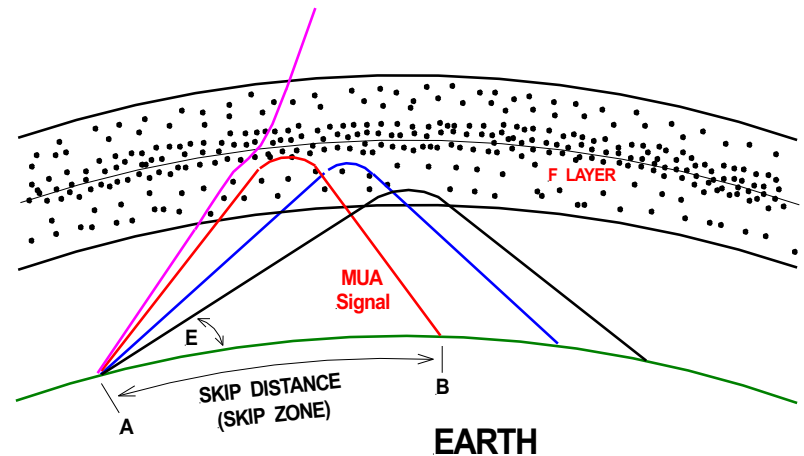 F LAYER
MUA
Signal
E
SKIP DISTANCE
(SKIP ZONE)
A
B
EARTH